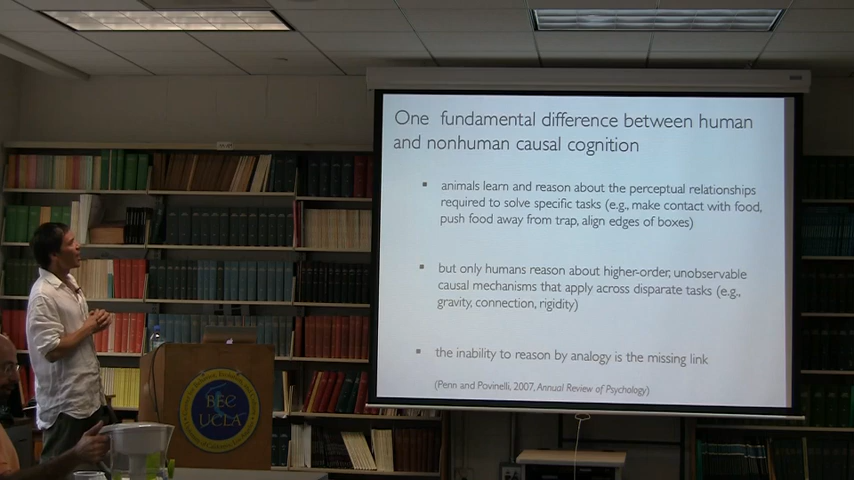 One fundamental difference between human
and nonhuman causal cognition
animals learn and reason about the perceptual relationships
required to solve specific tasks (e.g., make contact with food,
push food away from trap, align edges of boxes)
but only humans reason about higher-order, unobservable
causal mechanisms that apply across disparate tasks (e.g.,
gravity, connection, rigidity)
the inability to reason by analogy is the missing link
(Penn and Povinelli, 2007, Annual Review of Psychology)
BEC
UCLA